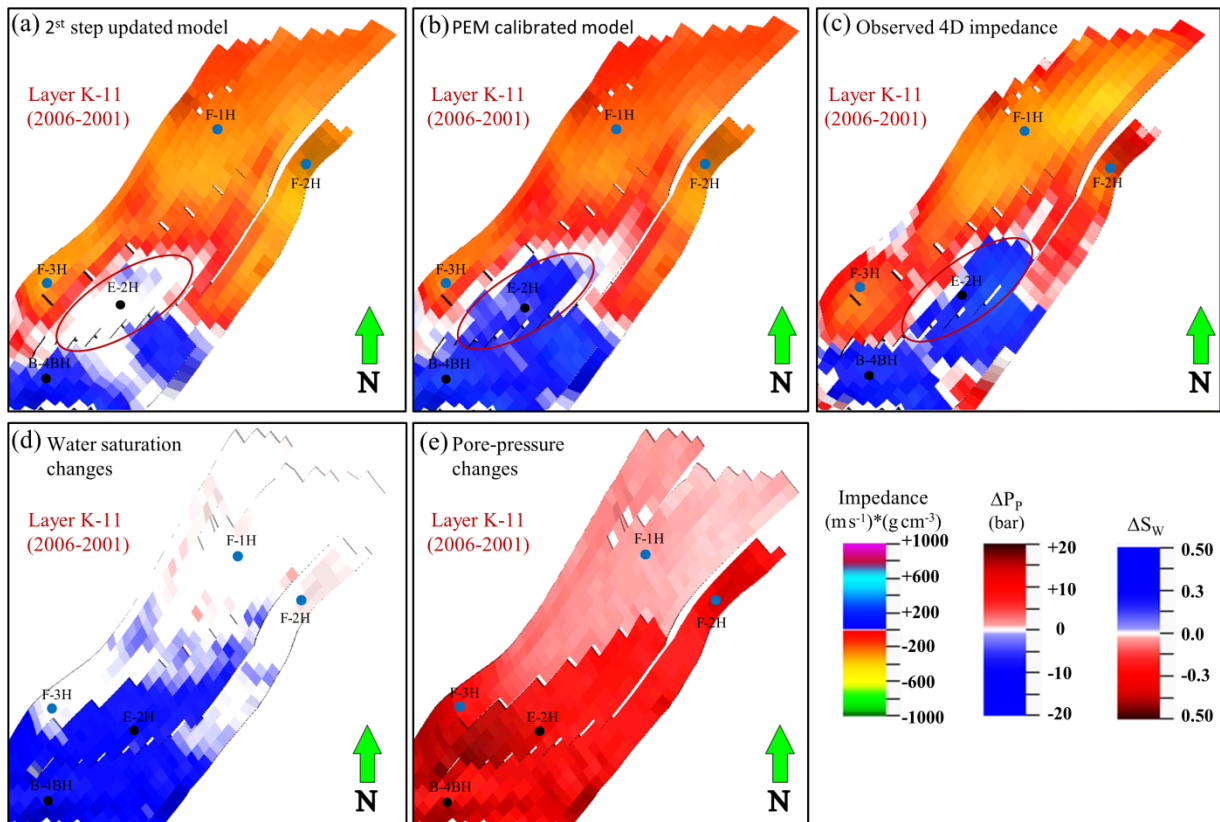 (a) 2st step updated model
Layer K-11
(2006-2001)
F-1H
F-2H
F-3H
E-2H
B-4BH
N
(b) PEM calibrated model
Layer K-11
(2006-2001)
F-1H
F-2H
F-3H
E-2H
B-4BH
N
(c) Observed 4D impedance
Layer K-11
(2006-2001)
F-1H
F-2H
F-3H
E-2H
B-4BH
N
(d) Water saturation
changes
Layer K-11
(2006-2001)
F-1H
F-2H
F-3H
E-2H
B-4BH
N
(e) Pore-pressure
changes
Layer K-11
(2006-2001)
F-1H
F-2H
F-3H
E-2H
B-4BH
N
Impedance
(m s-1)*(g cm-3)
+1000
+600
+200
-200
-600
-1000
ΔPP
(bar)
+20
+10
0
-10
-20
ΔSW
0.50
0.3
0.0
-0.3
0.50